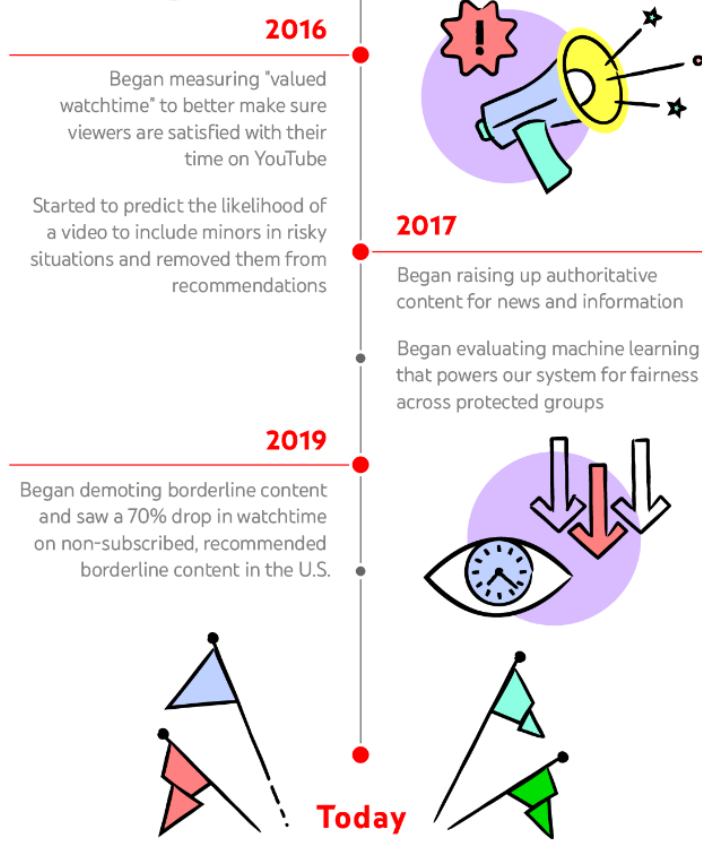 2016
Began measuring "valued
watchtime" to better make sure
viewers are satisfied with their
time on YouTube
Started to predict the likelihood of
a video to include minors in risky
situations and removed them from
recommendations
2017
Began raising up authoritative
content for news and information
Began evaluating machine learning
that powers our system for fairness
across protected groups
2019
Began demoting borderline content
and saw a 70% drop in watchtime
on non-subscribed, recommended
borderline content in the U.S.
Today